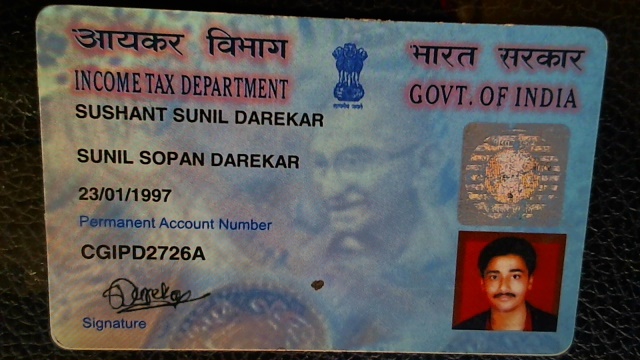 आयकर विभाग
भारत सरकार
INCOME TAX DEPARTMENT
GOVT. OF INDIA
SUSHANT SUNIL DAREKAR
SUNIL SOPAN DAREKAR
23/01/1997
Permanent Account Number
CGIPD2726A
Signature